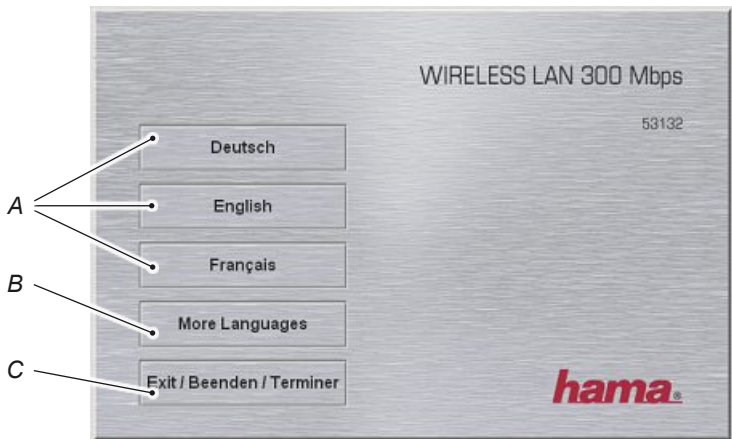 WIRELESS LAN 300 Mbps
53132
Deutsch
A
English
Français
B
More Languages
C
Exit / Beenden / Terminer
hama®